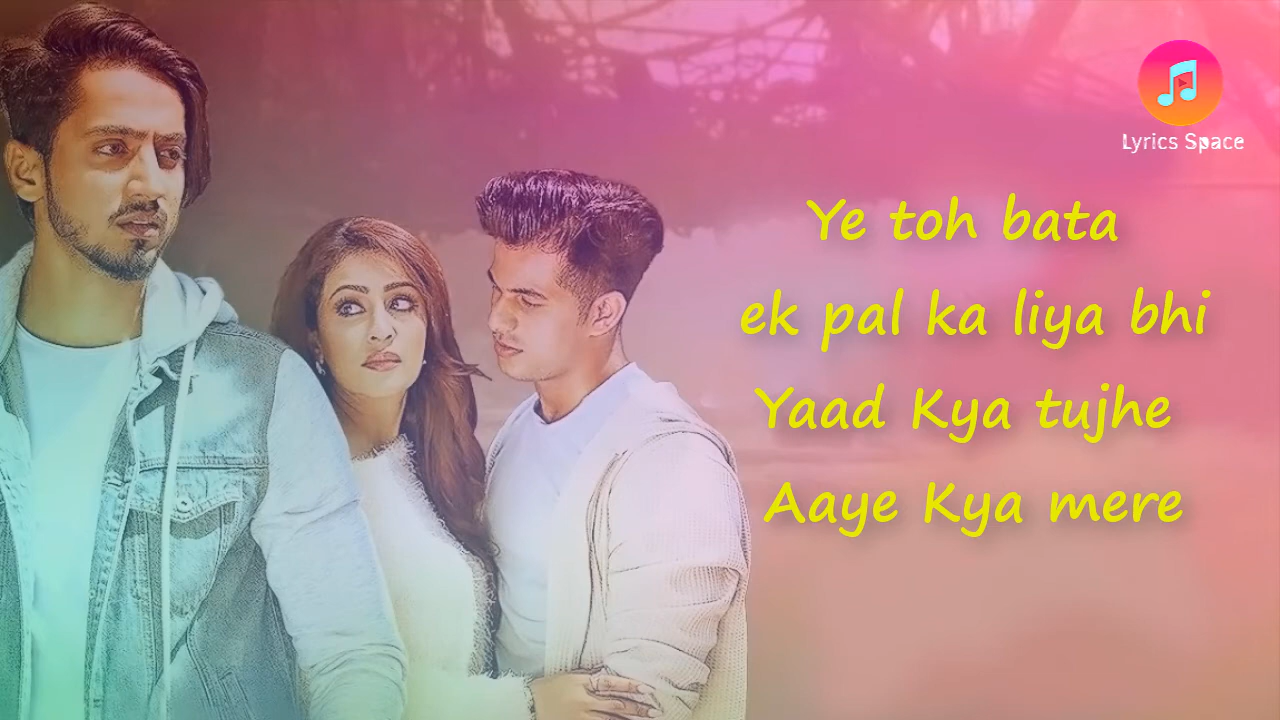 Lyrics Space
Ye toh bata
ek pal ka liya bhi
Yaad Kya tujhe
Aaye Kya mere